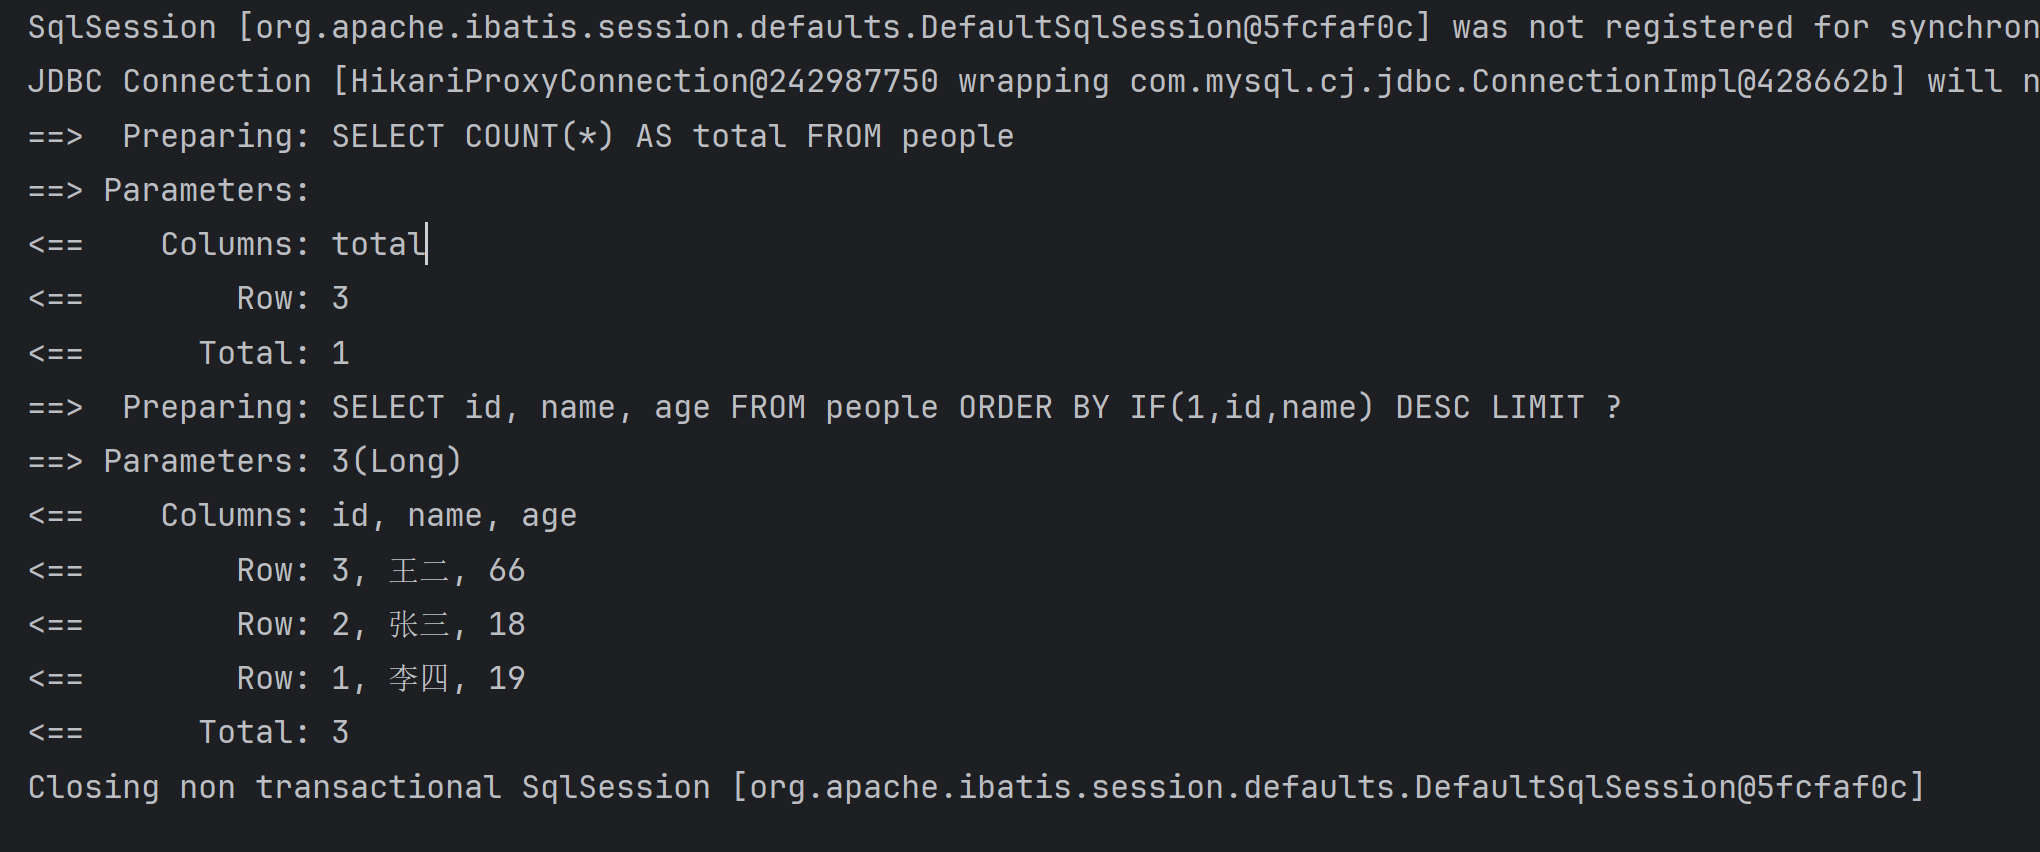 SqlSession [org.apache.ibatis.session.defaults.DefaultSqlSession@5fcfaf0c] was not registered for synchron
JDBC Connection [HikariProxyConnection@242987750 wrapping com.mysql.cj.jdbc.ConnectionImpl@428662b] will n
==>  Preparing: SELECT COUNT(*) AS total FROM people
==> Parameters:
<==    Columns: total
<==        Row: 3
<==      Total: 1
==>  Preparing: SELECT id, name, age FROM people ORDER BY IF(1,id,name) DESC LIMIT ?
==> Parameters: 3(Long)
<==    Columns: id, name, age
<==        Row: 3, 王二, 66
<==        Row: 2, 张三, 18
<==        Row: 1, 李四, 19
<==      Total: 3
Closing non transactional SqlSession [org.apache.ibatis.session.defaults.DefaultSqlSession@5fcfaf0c]